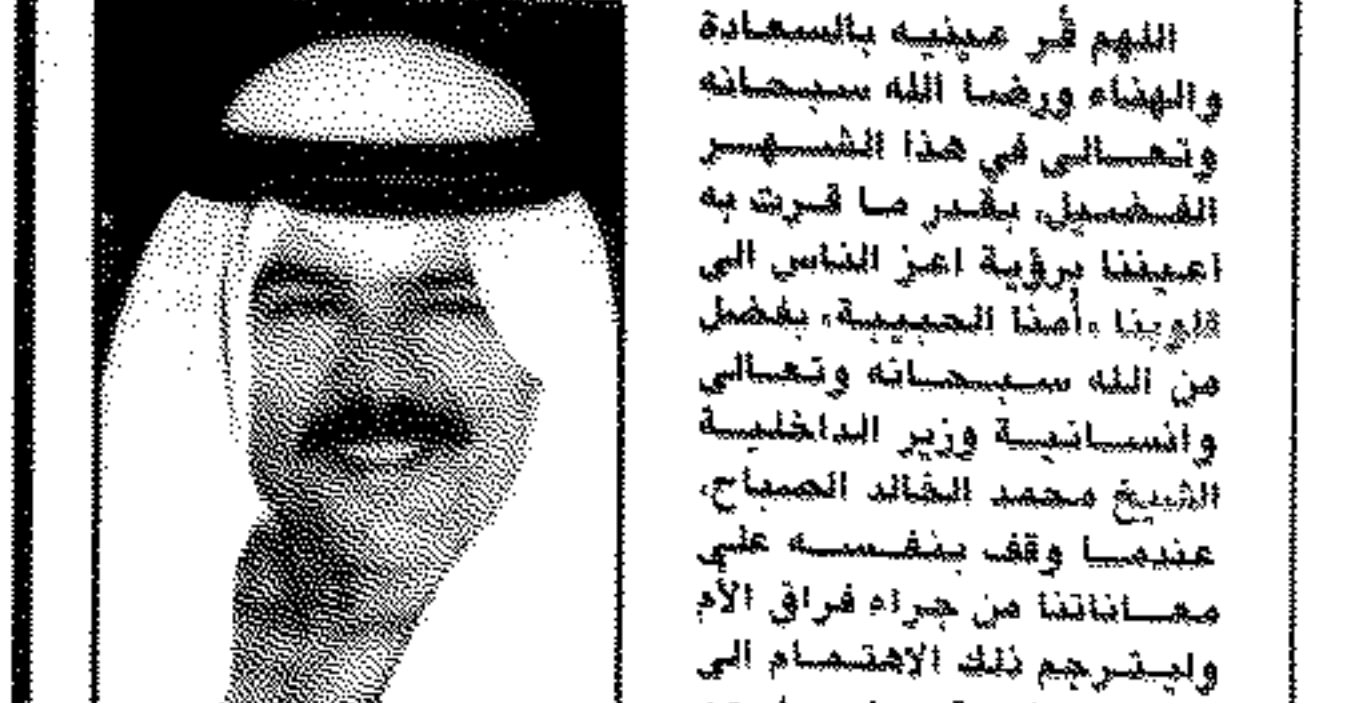 اللهم قُر عينيه بالسعادة
والهناء ورضا الله سبحانه
وتعالى في هذا الشهر
الفضيل، بقدر ما قرت به
اعيننا برؤية اعز الناس الى
قلوبنا «أمنا الحبيبة» بفضل
من الله سبحانه وتعالى
وانسانية وزير الداخلية
الشيخ محمد الخالد الصباح،
عندما وقف بنفسه على
معاناتنا من جراء فراق الأم
وليترجم ذلك الاهتمام الى